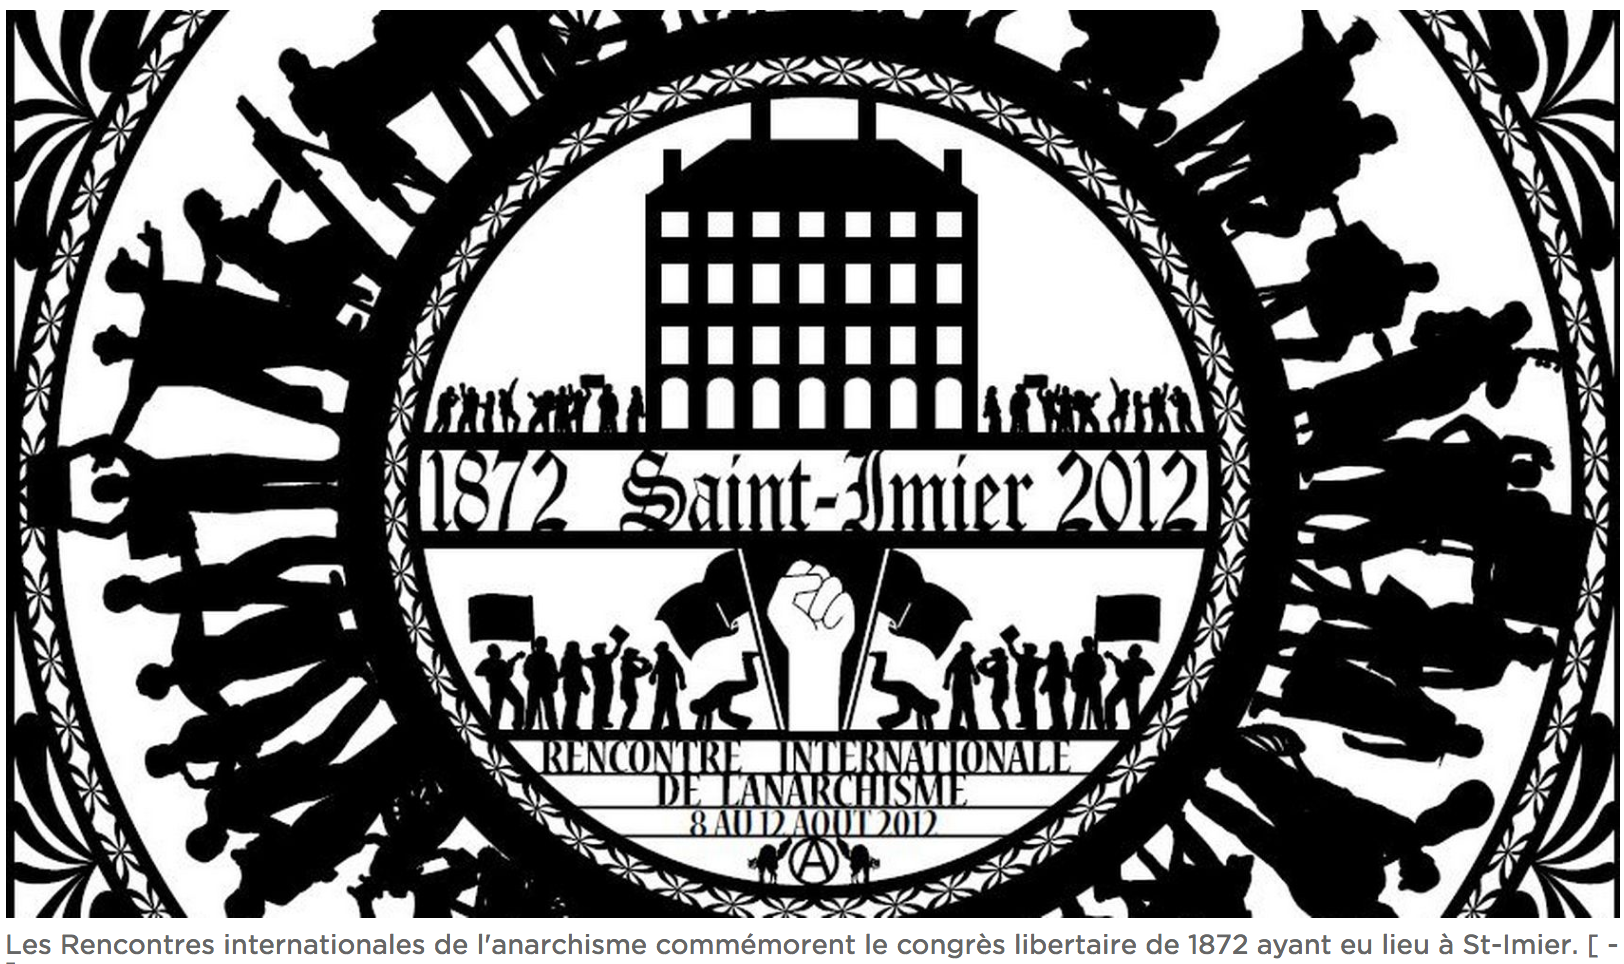 1872 Saint-Imier 2012
RENCONTRE INTERNATIONALE
DE LANARCHISME
8 AU 12 AOUT 2012
A
Les Rencontres internationales de l'anarchisme commémorent le congrès libertaire de 1872 ayant eu lieu à St-Imier. [ -